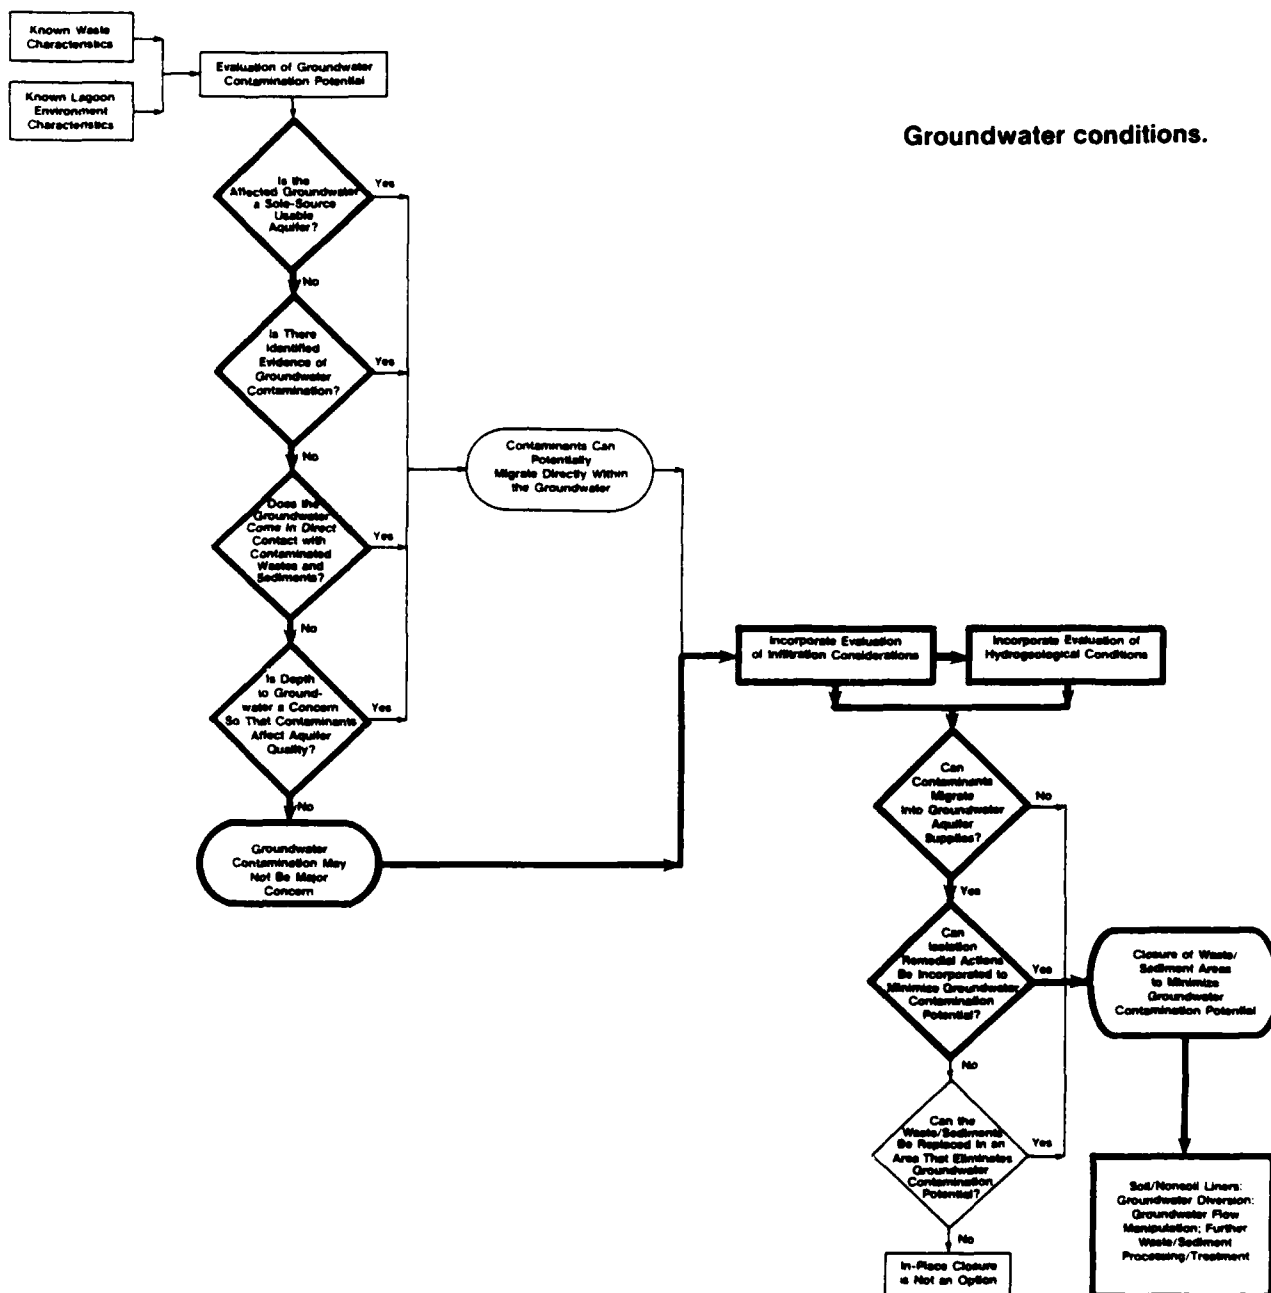 Known Waste
Characteristics
Evaluation of Groundwater
Contamination Potential
Known Lagoon
Environment
Characteristics
Groundwater conditions.
Is the
Affected Groundwater
a Sole-Source
Usable
Aquifer?
Yes
No
Is There
Identified
Evidence of
Groundwater
Contamination?
Yes
No
Contaminants Can
Potentially
Migrate Directly Within
the Groundwater
Does the
Groundwater
Come in Direct
Contact with
Contaminated
Wastes and
Sediments?
Yes
No
Is Depth
to Ground-
water a Concern
So That Contaminants
Affect Aquifer
Quality?
Yes
No
Groundwater
Contamination May
Not Be Major
Concern
Incorporate Evaluation
of Infiltration Considerations
Incorporate Evaluation of
Hydrogeological Conditions
Can
Contaminants
Migrate
into Groundwater
Aquifer
Supplies?
No
Yes
Can
Isolation
Remedial Actions
Be Incorporated to
Minimize Groundwater
Contamination
Potential?
Yes
No
Closure of Waste/
Sediment Areas
to Minimize
Groundwater
Contamination Potential
Can the
Waste/Sediments
Be Replaced in an
Area That Eliminates
Groundwater
Contamination
Potential?
Yes
No
Soil/Nonsoil Liners:
Groundwater Diversion:
Groundwater Flow
Manipulation; Further
Waste/Sediment
Processing/Treatment
In-Place Closure
is Not an Option